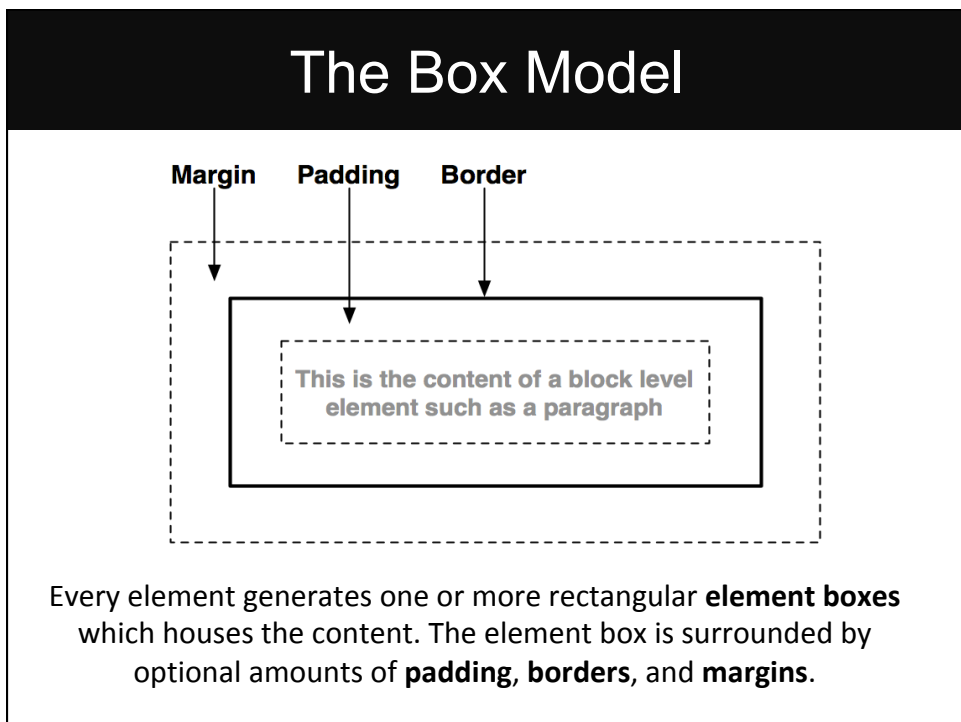 The Box Model
Margin Padding Border
This is the content of a block level
element such as a paragraph
Every element generates one or more rectangular element boxes
which houses the content. The element box is surrounded by
optional amounts of padding, borders, and margins.